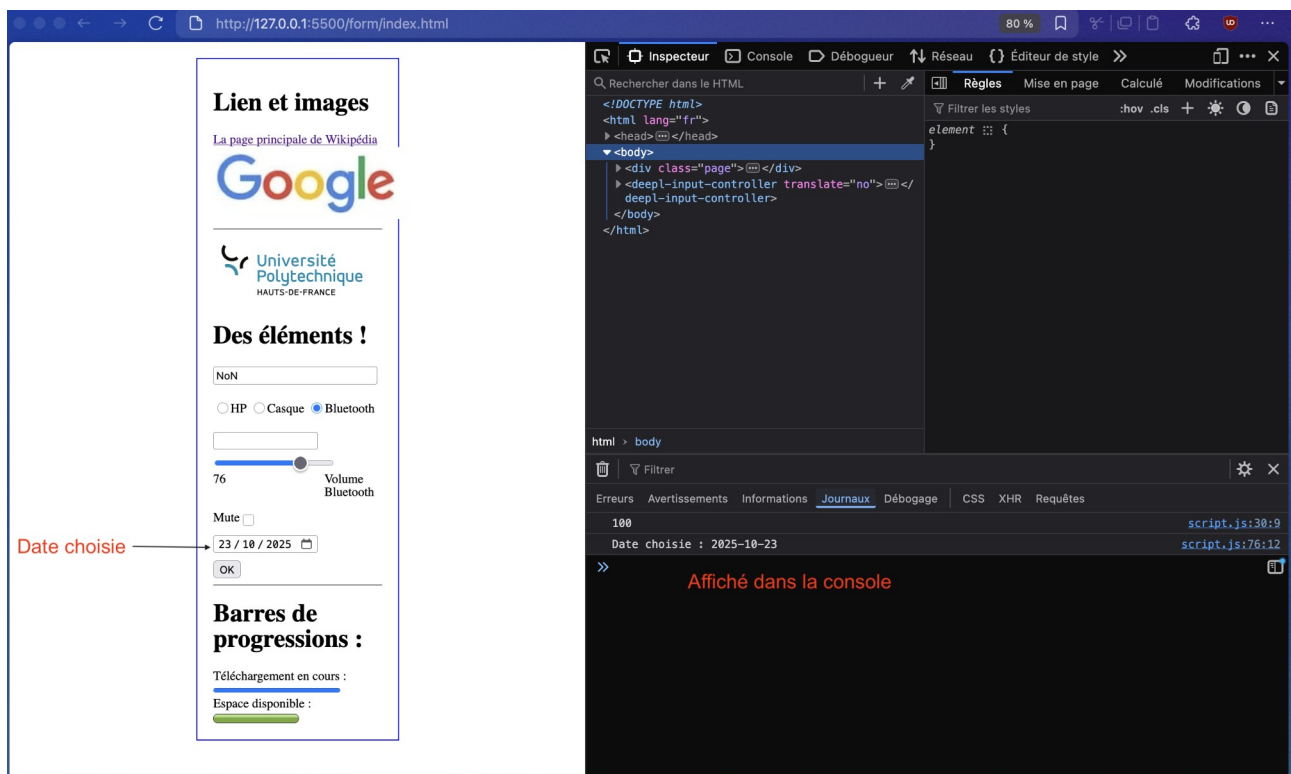 http://127.0.0.1:5500/form/index.html
80 %
Lien et images
La page principale de Wikipédia
Google
Université
Polytechnique
HAUTS-DE-FRANCE
Des éléments !
NoN
HP Casque Bluetooth
76 Volume
Bluetooth
Mute
Date choisie
23 / 10 / 2025
OK
Barres de
progressions :
Téléchargement en cours :
Espace disponible :
Inspecteur Console Débogueur Réseau {} Éditeur de style
Rechercher dans le HTML
<!DOCTYPE html>
<html lang="fr">
<head></head>
<body>
<div class="page"></div>
<deepl-input-controller translate="no"></
deepl-input-controller>
</body>
</html>
html > body
Règles Mise en page Calculé Modifications
Filtrer les styles :hov .cls
element {
}
Filtrer
Erreurs Avertissements Informations Journaux Débogage CSS XHR Requêtes
100 script.js:30:9
Date choisie : 2025-10-23 script.js:76:12
Affiché dans la console